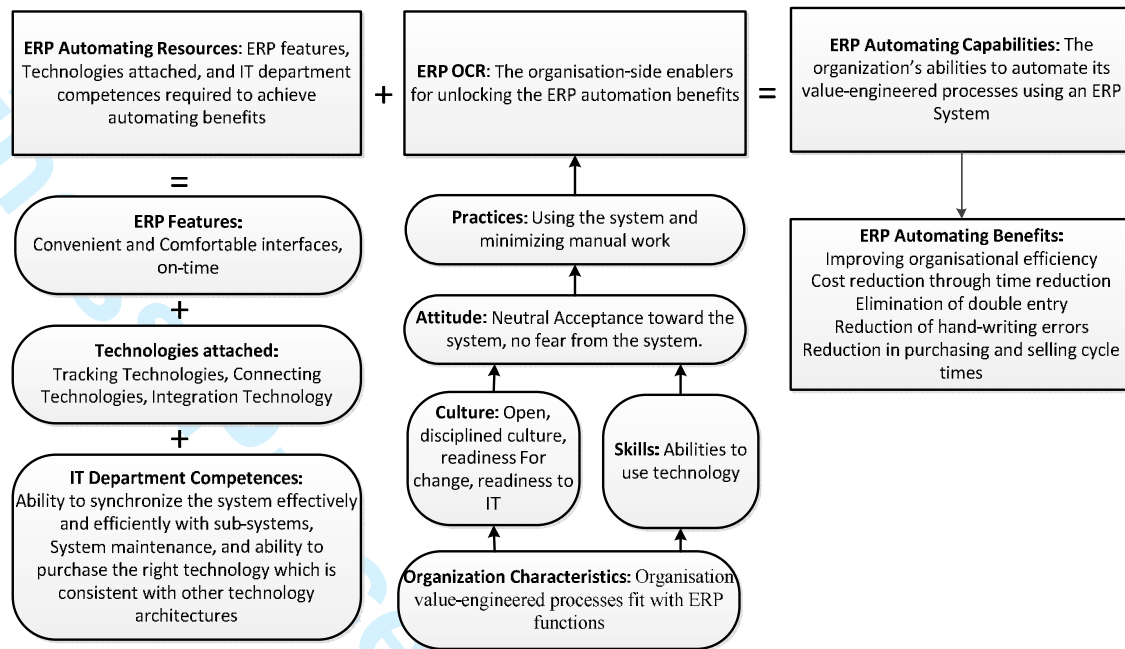 ERP Automating Resources: ERP features,
Technologies attached, and IT department
competences required to achieve
automating benefits
+
ERP OCR: The organisation-side enablers
for unlocking the ERP automation benefits
=
ERP Automating Capabilities: The
organization's abilities to automate its
value-engineered processes using an ERP
System
=
ERP Features:
Convenient and Comfortable interfaces,
on-time
+
Technologies attached:
Tracking Technologies, Connecting
Technologies, Integration Technology
+
IT Department Competences:
Ability to synchronize the system effectively
and efficiently with sub-systems,
System maintenance, and ability to
purchase the right technology which is
consistent with other technology
architectures
Practices: Using the system and
minimizing manual work
Attitude: Neutral Acceptance toward the
system, no fear from the system.
Culture: Open,
disciplined culture,
readiness For
change, readiness to
IT
Skills: Abilities to
use technology
Organization Characteristics: Organisation
value-engineered processes fit with ERP
functions
ERP Automating Benefits:
Improving organisational efficiency
Cost reduction through time reduction
Elimination of double entry
Reduction of hand-writing errors
Reduction in purchasing and selling cycle
times